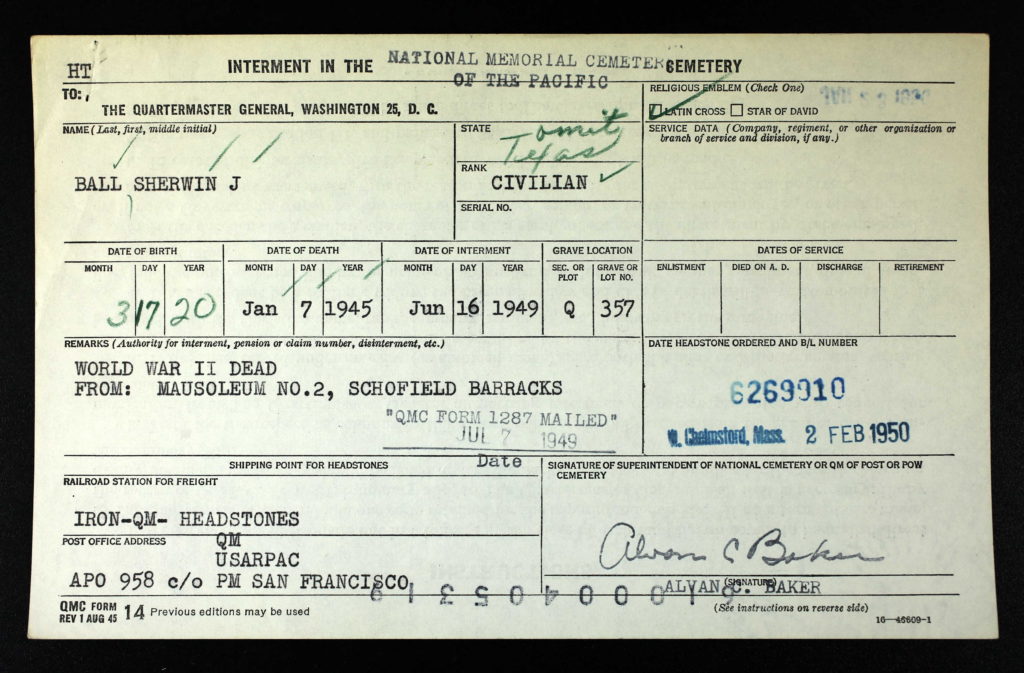 HT
INTERMENT IN THE NATIONAL MEMORIAL CEMETERY OF THE PACIFIC CEMETERY
TO:
THE QUARTERMASTER GENERAL, WASHINGTON 25, D. C.
RELIGIOUS EMBLEM (Check One)
LATIN CROSS STAR OF DAVID
NAME (Last, first, middle initial)
BALL SHERWIN J
STATE
omit
Texas
RANK
CIVILIAN
SERIAL NO.
SERVICE DATA (Company, regiment, or other organization or branch of service and division, if any.)
DATE OF BIRTH
DATE OF DEATH
DATE OF INTERMENT
GRAVE LOCATION
DATES OF SERVICE
MONTH DAY YEAR
MONTH DAY YEAR
MONTH DAY YEAR
SEC. OR PLOT
GRAVE OR LOT NO.
ENLISTMENT DIED ON A. D. DISCHARGE RETIREMENT
3 17 20
Jan 7 1945
Jun 16 1949
Q 357
REMARKS (Authority for interment, pension or claim number, disinterment, etc.)
WORLD WAR II DEAD
FROM: MAUSOLEUM NO.2, SCHOFIELD BARRACKS
"QMC FORM 1287 MAILED"
JUL 7 1949
Date
DATE HEADSTONE ORDERED AND B/L NUMBER
6269910
W. Chelmsford, Mass. 2 FEB 1950
SHIPPING POINT FOR HEADSTONES
RAILROAD STATION FOR FREIGHT
IRON-QM- HEADSTONES
POST OFFICE ADDRESS
QM
USARPAC
APO 958 c/o PM SAN FRANCISCO
SIGNATURE OF SUPERINTENDENT OF NATIONAL CEMETERY OR QM OF POST OR POW CEMETERY
Alvan C Baker
(SIGNATURE)
ALVAN C. BAKER
(See instructions on reverse side)
QMC FORM
REV 1 AUG 45 14 Previous editions may be used
16—46609-1